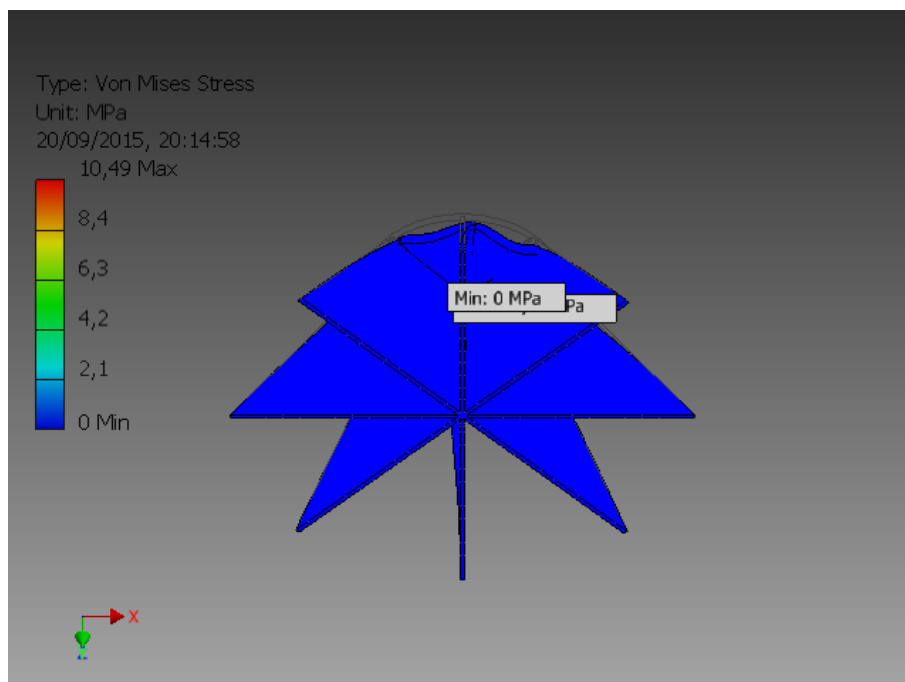 Type: Von Mises Stress
Unit: MPa
20/09/2015, 20:14:58
10,49 Max
8,4
6,3
4,2
2,1
0 Min
Min: 0 MPa
X